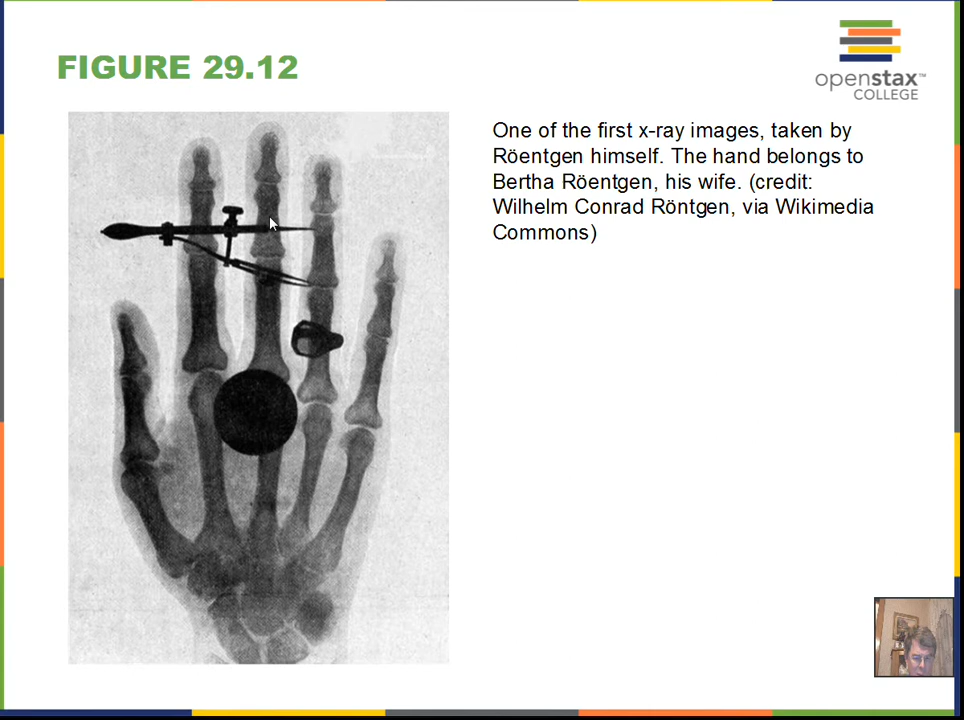 FIGURE 29.12
openstax™
COLLEGE
One of the first x-ray images, taken by
Röentgen himself. The hand belongs to
Bertha Röentgen, his wife. (credit:
Wilhelm Conrad Röntgen, via Wikimedia
Commons)